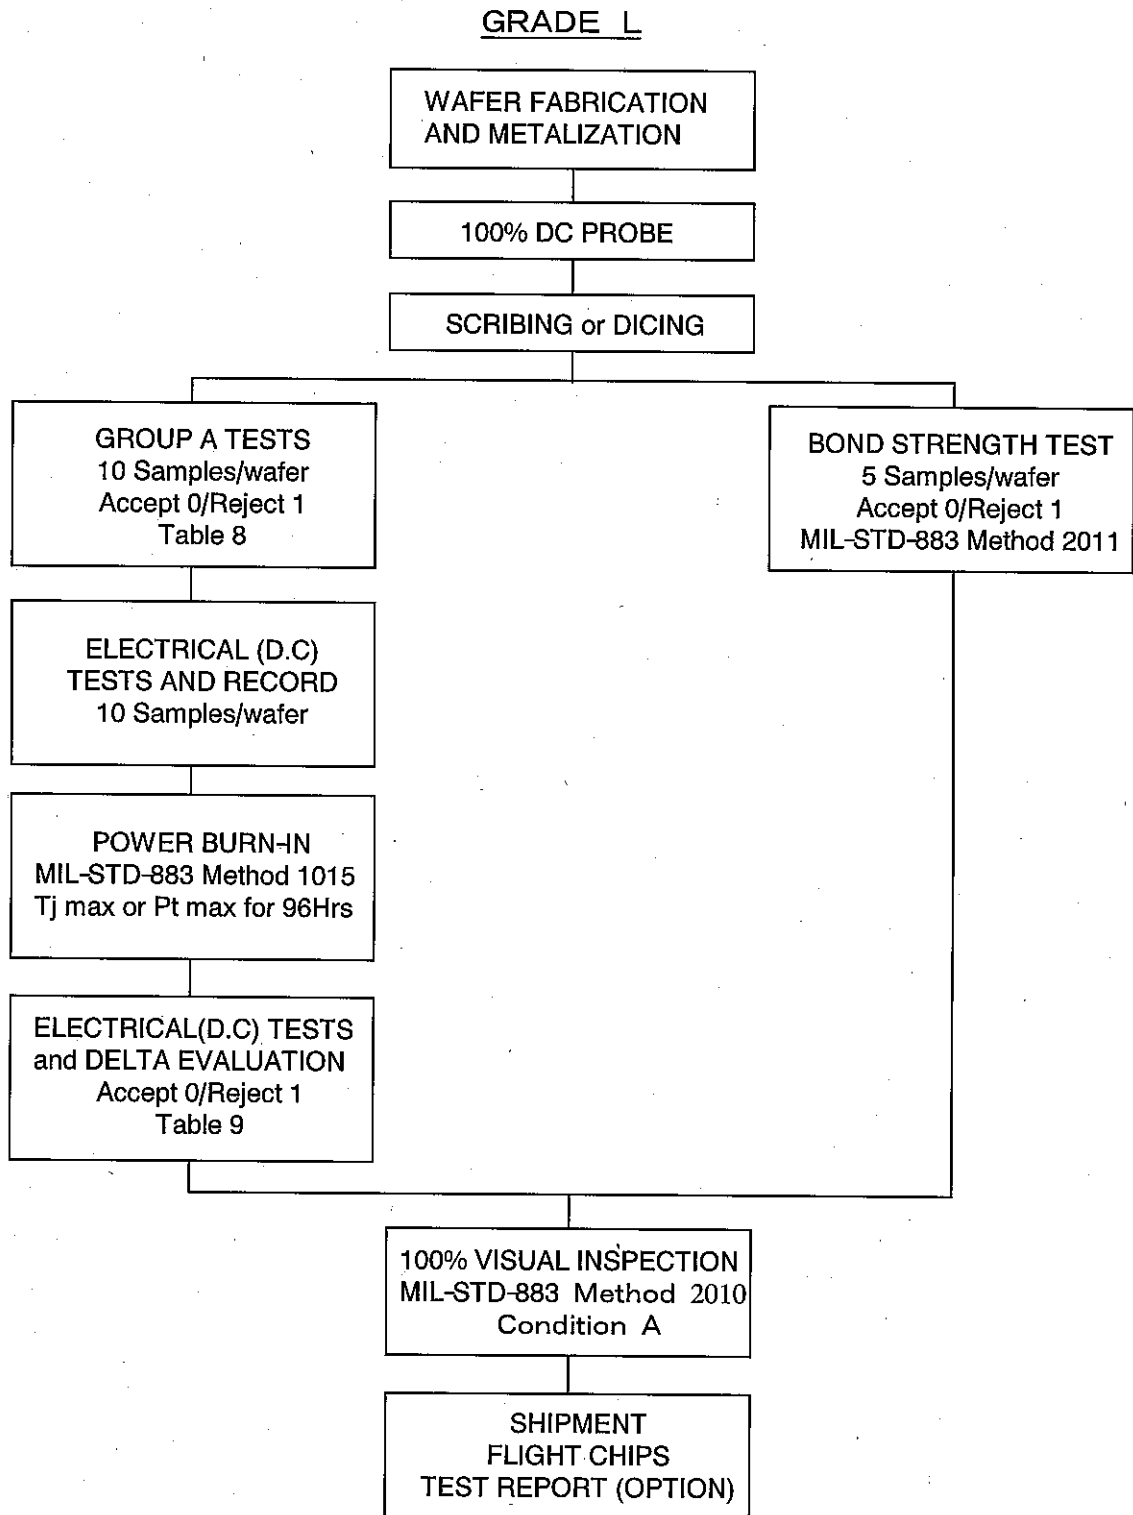 GRADE L
WAFER FABRICATION
AND METALIZATION
100% DC PROBE
SCRIBING or DICING
GROUP A TESTS
10 Samples/wafer
Accept 0/Reject 1
Table 8
BOND STRENGTH TEST
5 Samples/wafer
Accept 0/Reject 1
MIL-STD-883 Method 2011
ELECTRICAL (D.C)
TESTS AND RECORD
10 Samples/wafer
POWER BURN-IN
MIL-STD-883 Method 1015
Tj max or Pt max for 96Hrs
ELECTRICAL(D.C) TESTS
and DELTA EVALUATION
Accept 0/Reject 1
Table 9
100% VISUAL INSPECTION
MIL-STD-883 Method 2010
Condition A
SHIPMENT
FLIGHT CHIPS
TEST REPORT (OPTION)